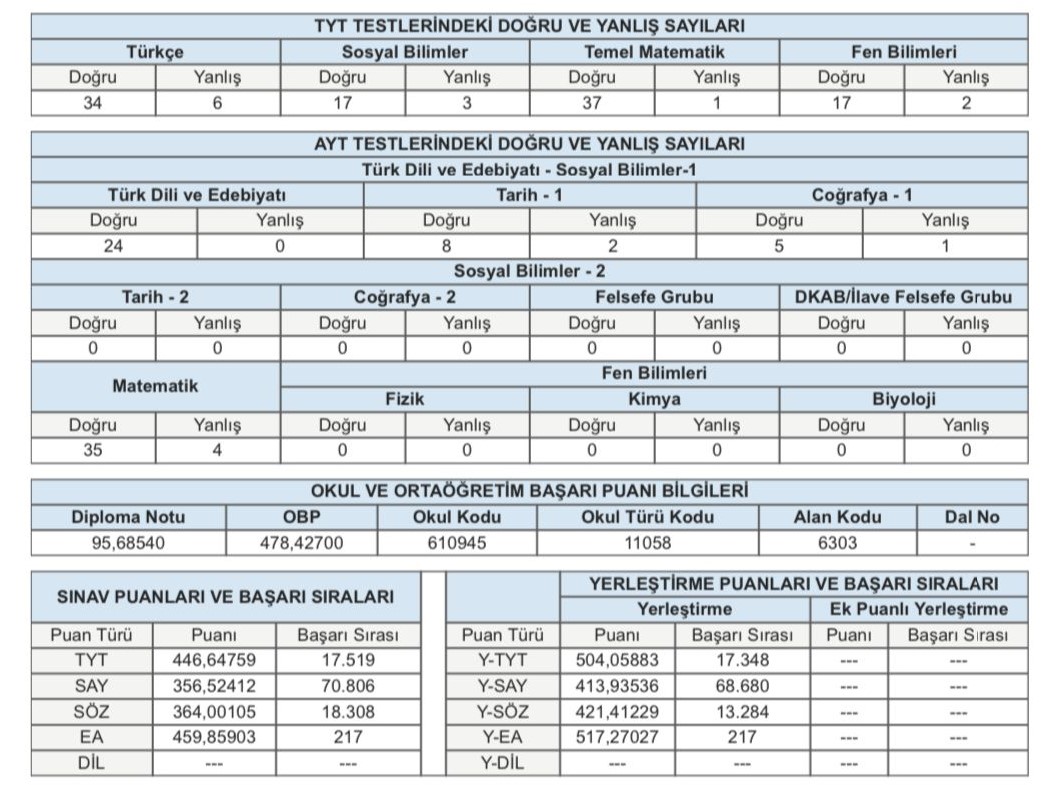 TYT TESTLERİNDEKİ DOĞRU VE YANLIŞ SAYILARI
Türkçe Sosyal Bilimler Temel Matematik Fen Bilimleri
Doğru Yanlış Doğru Yanlış Doğru Yanlış Doğru Yanlış
34 6 17 3 37 1 17 2
AYT TESTLERİNDEKİ DOĞRU VE YANLIŞ SAYILARI
Türk Dili ve Edebiyatı - Sosyal Bilimler-1
Türk Dili ve Edebiyatı Tarih - 1 Coğrafya - 1
Doğru Yanlış Doğru Yanlış Doğru Yanlış
24 0 8 2 5 1
Sosyal Bilimler - 2
Tarih - 2 Coğrafya - 2 Felsefe Grubu DKAB/İlave Felsefe Grubu
Doğru Yanlış Doğru Yanlış Doğru Yanlış Doğru Yanlış
0 0 0 0 0 0 0 0
Matematik Fen Bilimleri
Fizik Kimya Biyoloji
Doğru Yanlış Doğru Yanlış Doğru Yanlış Doğru Yanlış
35 4 0 0 0 0 0 0
OKUL VE ORTAÖĞRETİM BAŞARI PUANI BİLGİLERİ
Diploma Notu OBP Okul Kodu Okul Türü Kodu Alan Kodu Dal No
95,68540 478,42700 610945 11058 6303 -
SINAV PUANLARI VE BAŞARI SIRALARI
Puan Türü Puanı Başarı Sırası
TYT 446,64759 17.519
SAY 356,52412 70.806
SÖZ 364,00105 18.308
EA 459,85903 217
DİL --- ---
YERLEŞTİRME PUANLARI VE BAŞARI SIRALARI
Yerleştirme Ek Puanlı Yerleştirme
Puan Türü Puanı Başarı Sırası Puanı Başarı Sırası
Y-TYT 504,05883 17.348 --- ---
Y-SAY 413,93536 68.680 --- ---
Y-SÖZ 421,41229 13.284 --- ---
Y-EA 517,27027 217 --- ---
Y-DİL --- --- --- ---